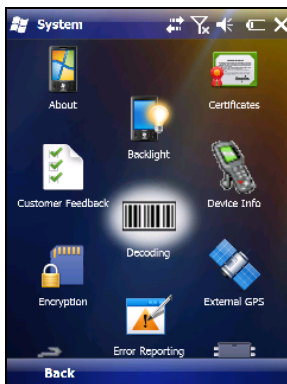 System
About
Certificates
Backlight
Customer Feedback
Device Info
Decoding
Encryption
External GPS
Error Reporting
Back